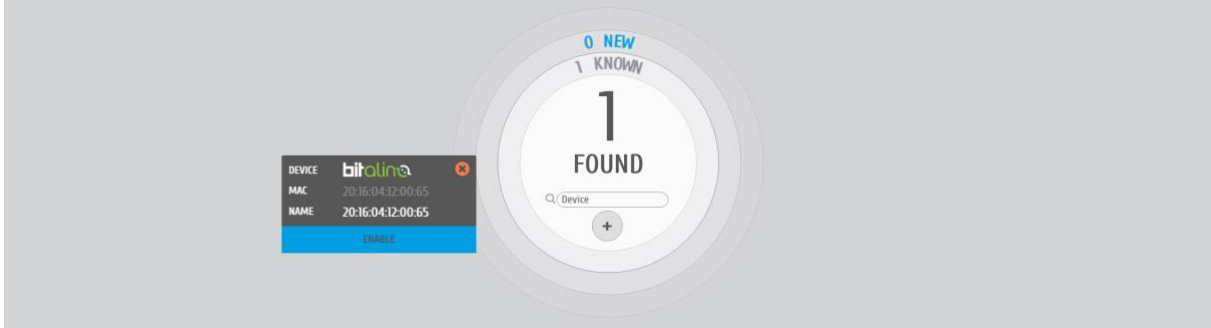 0 NEW
1 KNOWN
1
FOUND
Device
+
DEVICE bitalino
MAC 20:16:04:12:00:65
NAME 20:16:04:12:00:65
ENABLE